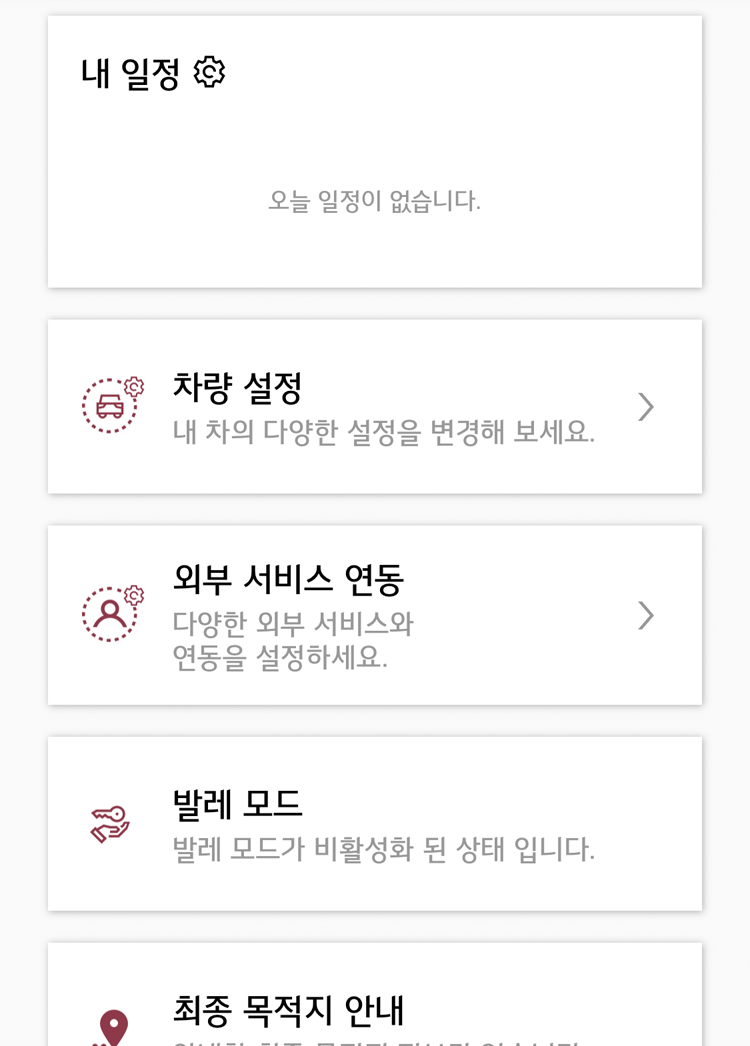 내 일정
오늘 일정이 없습니다.
차량 설정
내 차의 다양한 설정을 변경해 보세요.
외부 서비스 연동
다양한 외부 서비스와
연동을 설정하세요.
발레 모드
발레 모드가 비활성화 된 상태 입니다.
최종 목적지 안내